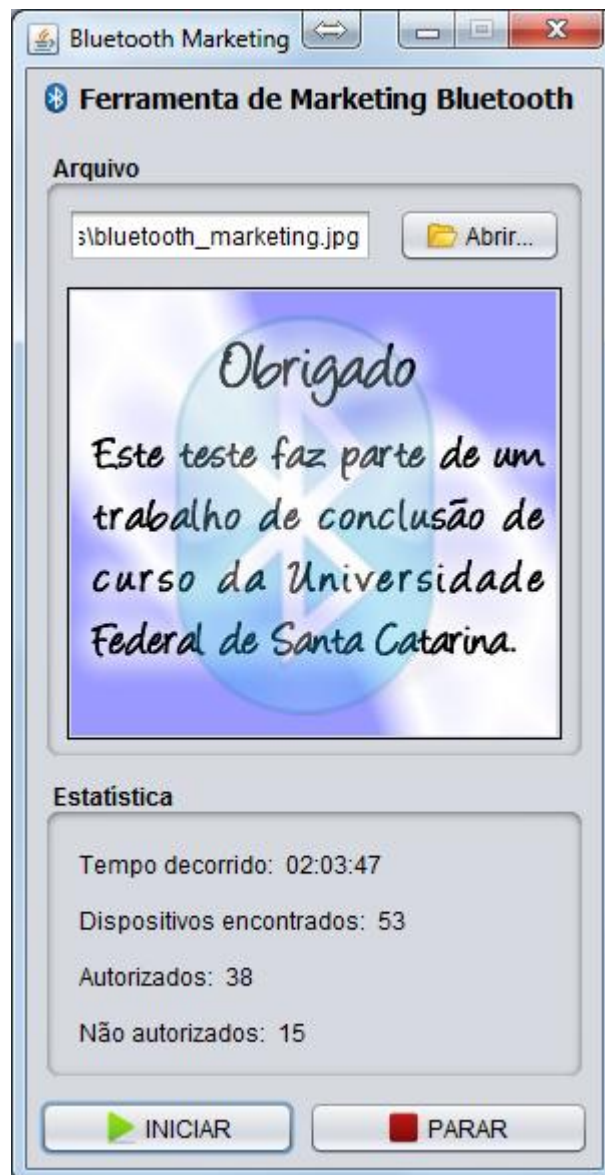 Bluetooth Marketing
Ferramenta de Marketing Bluetooth
Arquivo
s\bluetooth_marketing.jpg Abrir...
Obrigado
Este teste faz parte de um
trabalho de conclusão de
curso da Universidade
Federal de Santa Catarina.
Estatística
Tempo decorrido: 02:03:47
Dispositivos encontrados: 53
Autorizados: 38
Não autorizados: 15
INICIAR PARAR